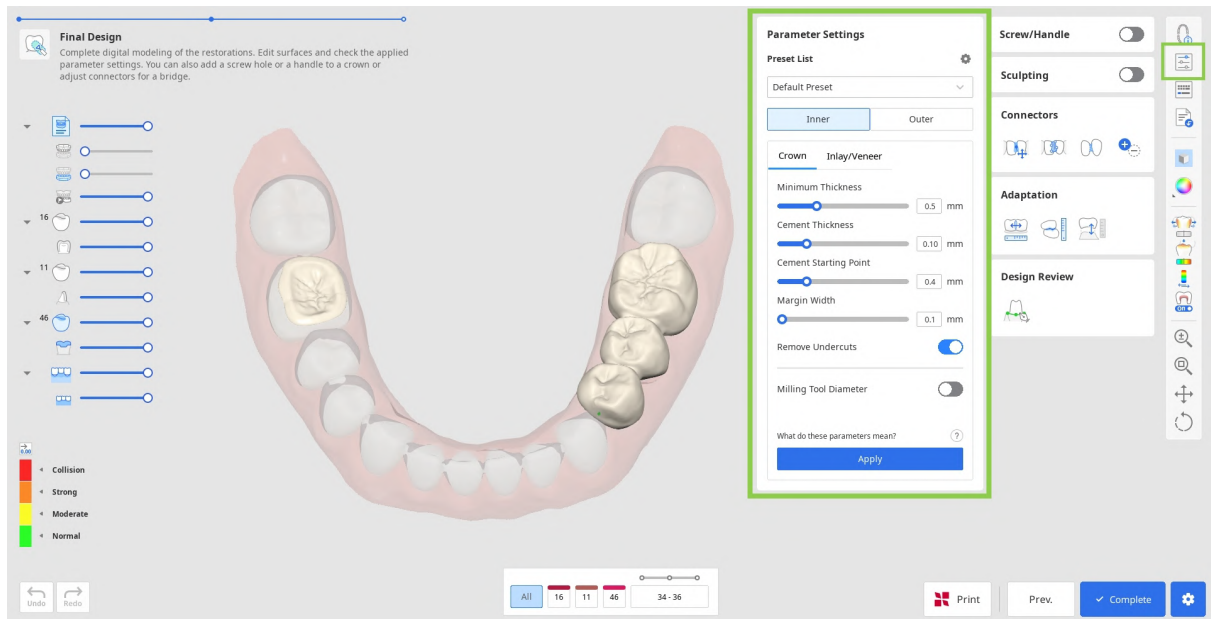 Final Design
Complete digital modeling of the restorations. Edit surfaces and check the applied
parameter settings. You can also add a screw hole or a handle to a crown or
adjust connectors for a bridge.
16
11
46
0.00
Collision
Strong
Moderate
Normal
Undo
Redo
All
16
11
46
34 - 36
Parameter Settings
Preset List
Default Preset
Inner
Outer
Crown
Inlay/Veneer
Minimum Thickness
0.5 mm
Cement Thickness
0.10 mm
Cement Starting Point
0.4 mm
Margin Width
0.1 mm
Remove Undercuts
Milling Tool Diameter
What do these parameters mean?
?
Apply
Screw/Handle
Sculpting
Connectors
Adaptation
Design Review
ON
Print
Prev.
Complete